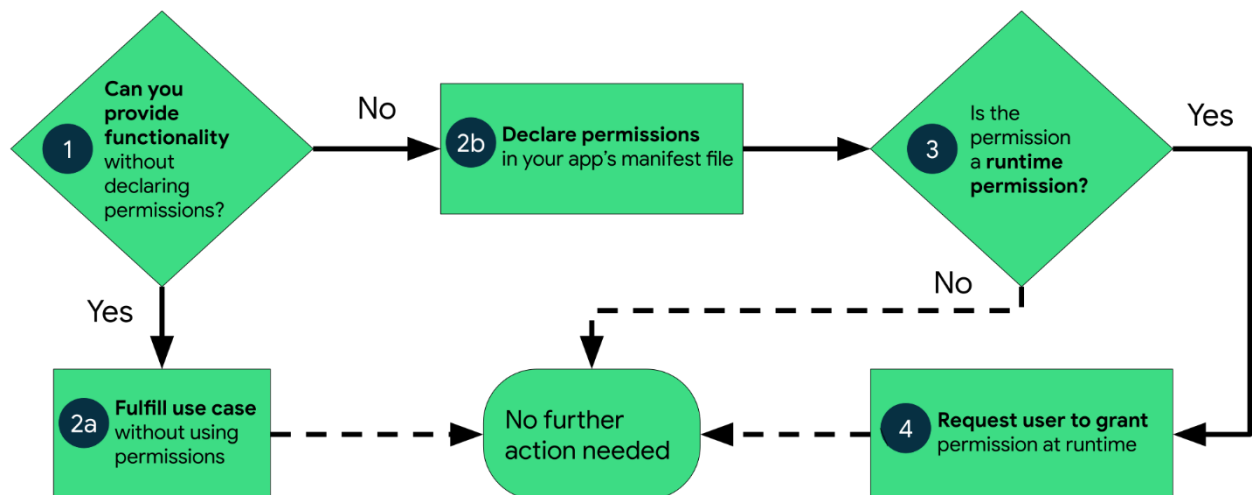 1
Can you
provide
functionality
without
declaring
permissions?
No
2b
Declare permissions
in your app's manifest file
3
Is the
permission
a runtime
permission?
Yes
Yes
No
2a
Fulfill use case
without using
permissions
No further
action needed
4
Request user to grant
permission at runtime